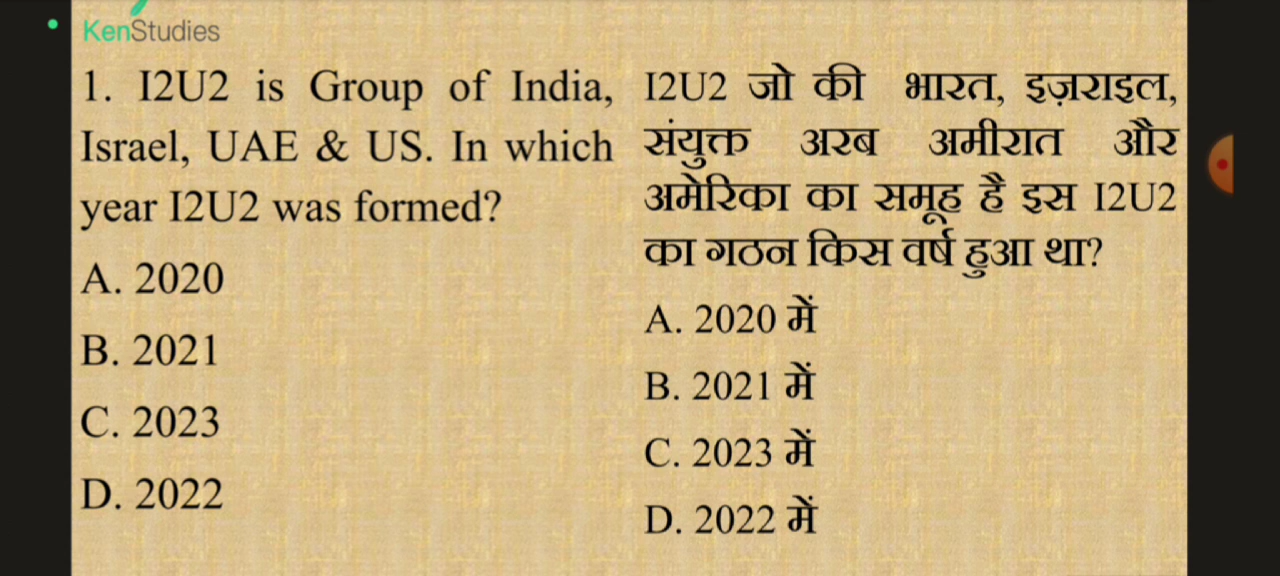 KenStudies
1. I2U2 is Group of India,
Israel, UAE & US. In which
year I2U2 was formed?
A. 2020
B. 2021
C. 2023
D. 2022
I2U2 जो की भारत, इज़राइल,
संयुक्त अरब अमीरात और
अमेरिका का समूह है इस I2U2
का गठन किस वर्ष हुआ था?
A. 2020 में
B. 2021 में
C. 2023 में
D. 2022 में